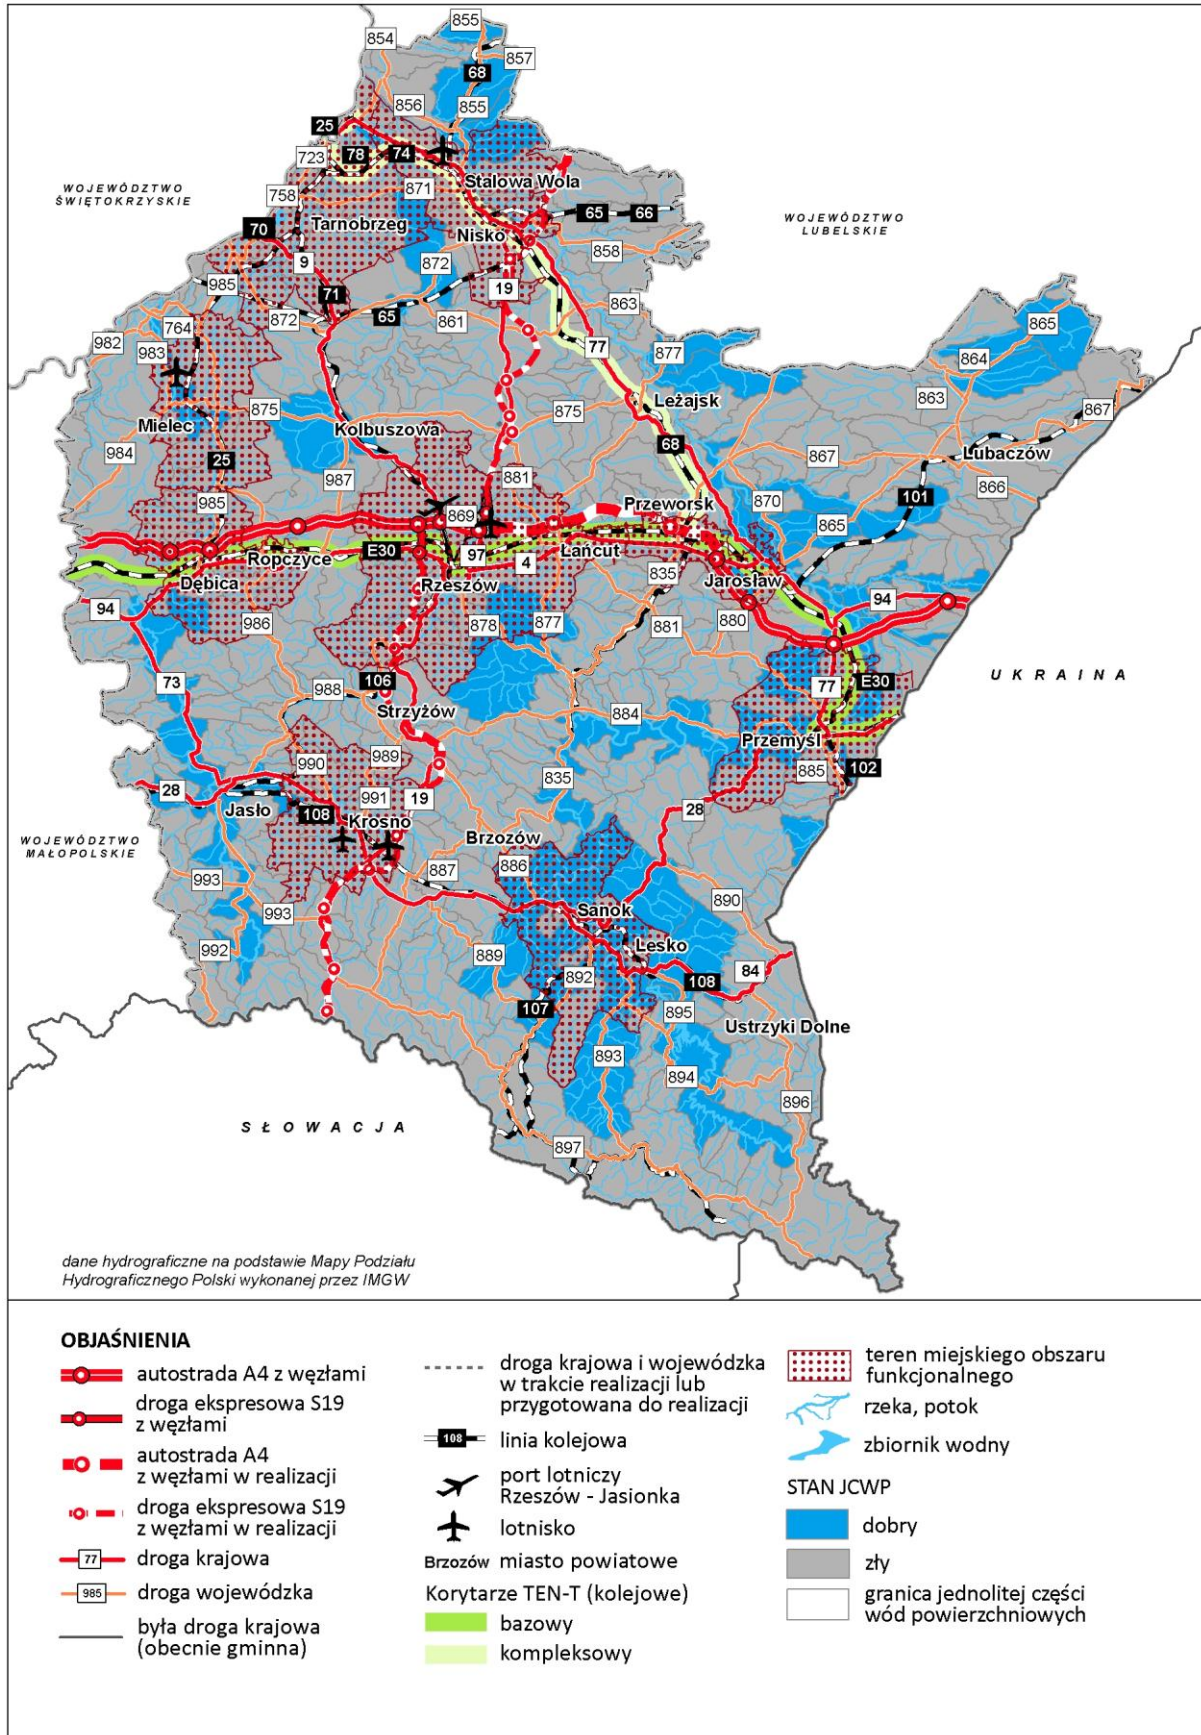 855
854
857
68
856
855
25
78
74
723
871
Stalowa Wola
WOJEWÓDZTWO
ŚWIĘTOKRZYSKIE
758
65
66
WOJEWÓDZTWO
LUBELSKIE
70
Tarnobrzeg
Nisko
9
872
858
985
19
71
863
865
764
872
65
861
982
983
77
877
864
863
867
875
Leżajsk
875
Mielec
Kolbuszowa
68
984
25
867
Lubaczów
987
881
866
985
869
Przeworsk
870
101
865
Ropczyce
E30
97
4
Łańcut
Dębica
Rzeszów
835
Jarosław
94
94
986
878
877
881
880
106
77
E30
UKRAINA
73
988
Strzyżów
884
Przemyśl
989
990
835
885
102
28
19
28
Jasło
108
991
Krosno
WOJEWÓDZTWO
MAŁOPOLSKIE
Brzozów
993
887
886
890
993
Sanok
992
889
Lesko
892
84
108
107
895
Ustrzyki Dolne
893
894
896
SŁOWACJA
897
dane hydrograficzne na podstawie Mapy Podziału
Hydrograficznego Polski wykonanej przez IMGW
OBJAŚNIENIA
autostrada A4 z węzłami
droga ekspresowa S19
z węzłami
autostrada A4
z węzłami w realizacji
droga ekspresowa S19
z węzłami w realizacji
77 droga krajowa
985 droga wojewódzka
była droga krajowa
(obecnie gminna)
droga krajowa i wojewódzka
w trakcie realizacji lub
przygotowana do realizacji
108 linia kolejowa
port lotniczy
Rzeszów - Jasionka
lotnisko
Brzozów miasto powiatowe
Korytarze TEN-T (kolejowe)
bazowy
kompleksowy
teren miejskiego obszaru
funkcjonalnego
rzeka, potok
zbiornik wodny
STAN JCWP
dobry
zły
granica jednolitej części
wód powierzchniowych